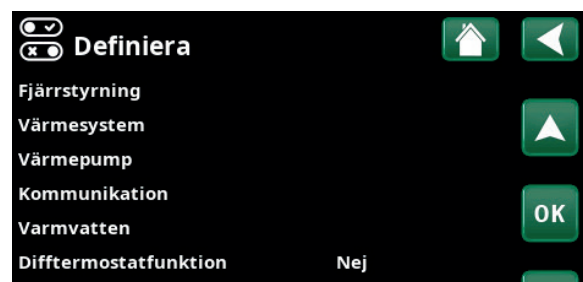 Definiera
Fjärrstyrning
Värmesystem
Värmepump
Kommunikation
OK
Varmvatten
Difftermostatfunktion Nej